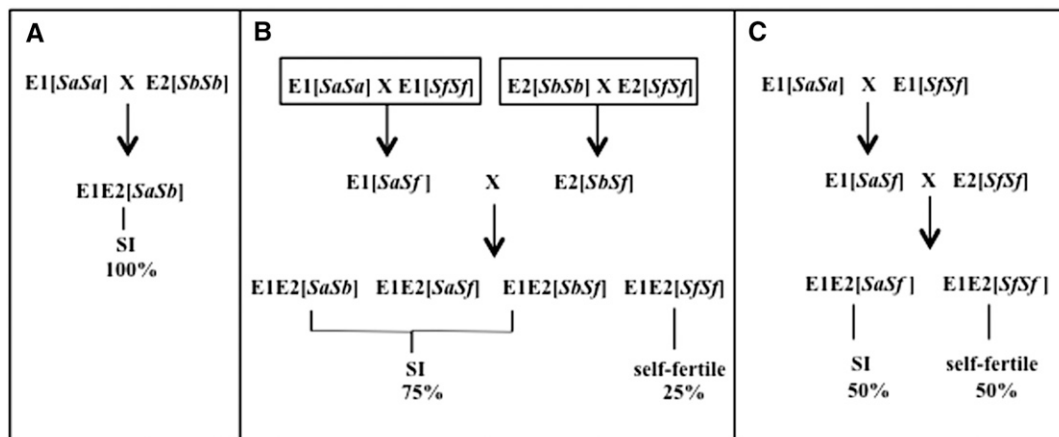 A
E1[SaSa] X E2[SbSb]
E1E2[SaSb]
SI
100%
B
E1[SaSa] X E1[SfSf]
E2[SbSb] X E2[SfSf]
E1[SaSf] X E2[SbSf]
E1E2[SaSb] E1E2[SaSf] E1E2[SbSf] E1E2[SfSf]
SI
75%
self-fertile
25%
C
E1[SaSa] X E1[SfSf]
E1[SaSf] X E2[SfSf]
E1E2[SaSf] E1E2[SfSf]
SI
50%
self-fertile
50%